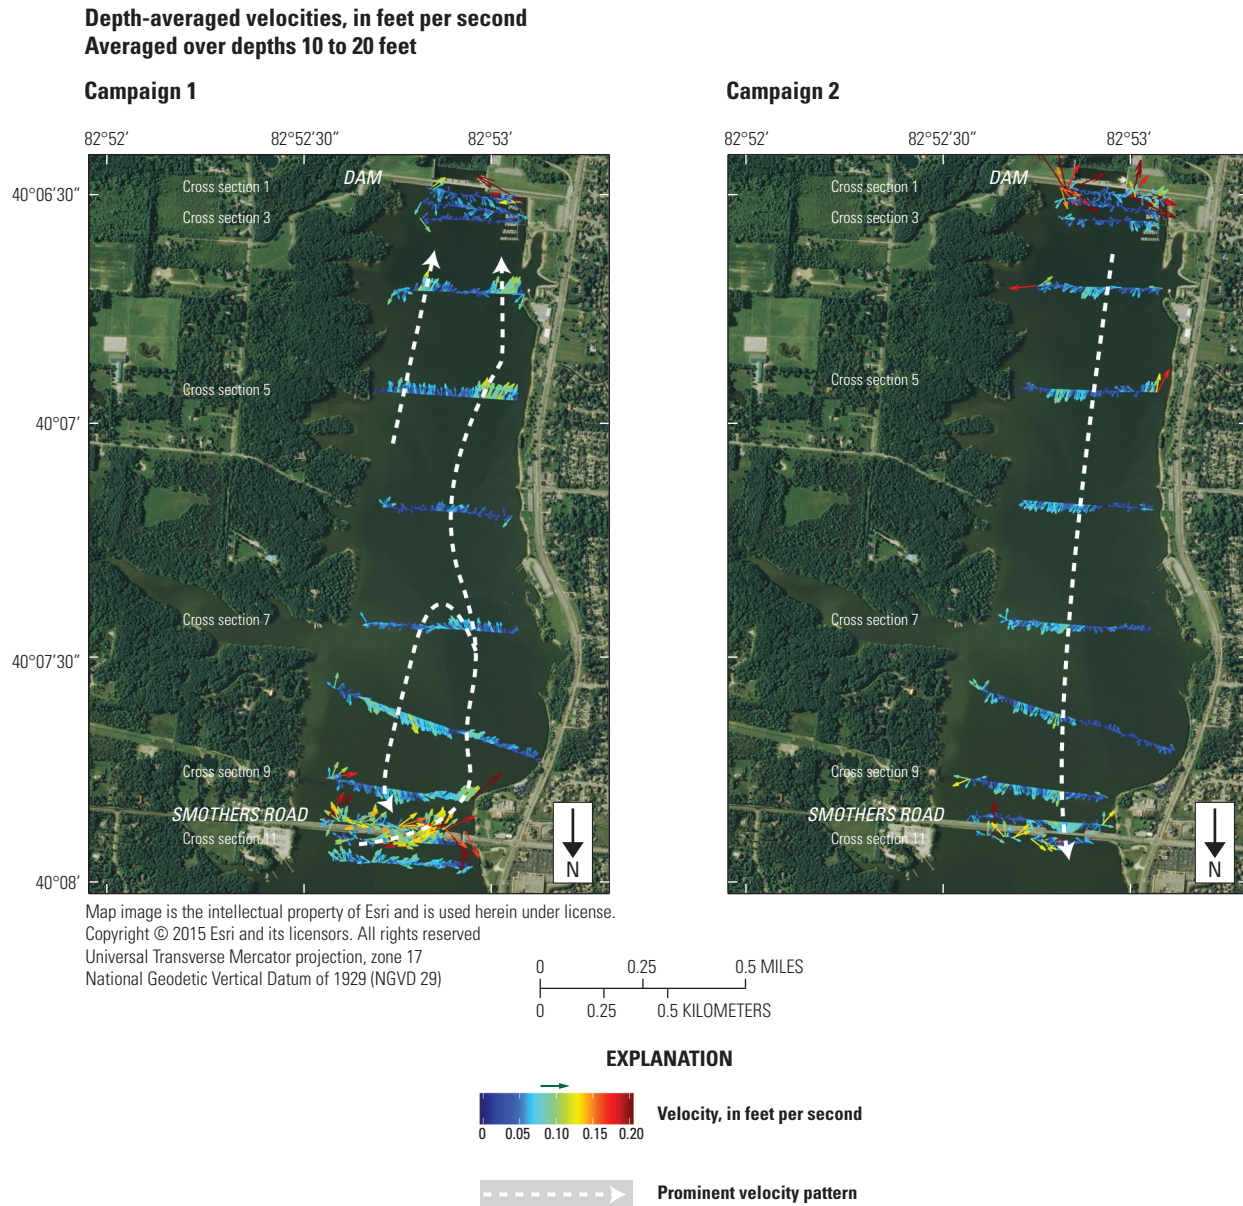 Depth-averaged velocities, in feet per second
Averaged over depths 10 to 20 feet
Campaign 1
82°52′
82°52′30″
82°53′
40°06′30″
40°07′
40°07′30″
40°08′
Cross section 1
DAM
Cross section 3
Cross section 5
Cross section 7
Cross section 9
SMOTHERS ROAD
Cross section 11
N
Campaign 2
82°52′
82°52′30″
82°53′
Cross section 1
DAM
Cross section 3
Cross section 5
Cross section 7
Cross section 9
SMOTHERS ROAD
Cross section 11
N
Map image is the intellectual property of Esri and is used herein under license.
Copyright © 2015 Esri and its licensors. All rights reserved
Universal Transverse Mercator projection, zone 17
National Geodetic Vertical Datum of 1929 (NGVD 29)
0 0.25 0.5 MILES
0 0.25 0.5 KILOMETERS
EXPLANATION
Velocity, in feet per second
0 0.05 0.10 0.15 0.20
Prominent velocity pattern